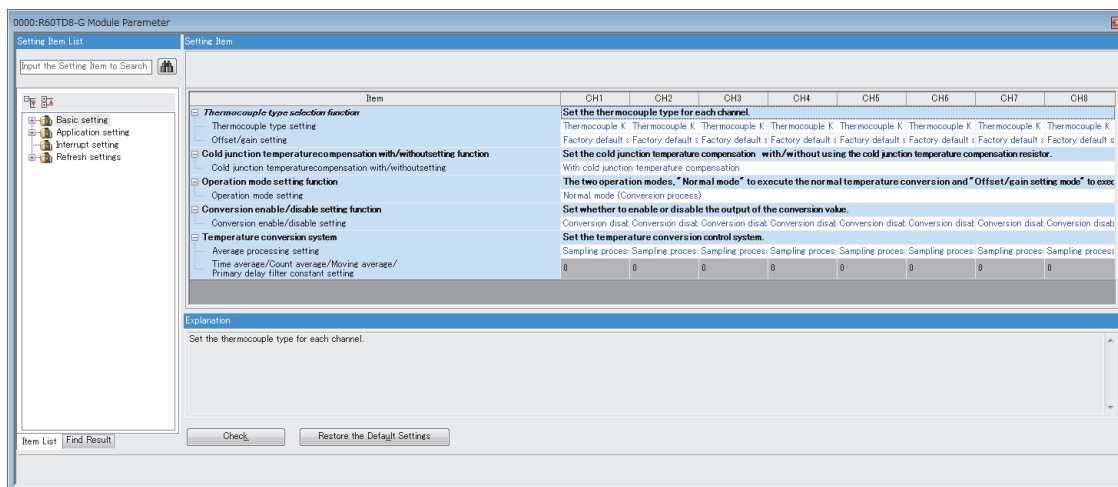 0000:R60TD8-G Module Parameter
Setting Item List
Input the Setting Item to Search
Basic setting
Application setting
Interrupt setting
Refresh settings
Item List Find Result
Setting Item
Item CH1 CH2 CH3 CH4 CH5 CH6 CH7 CH8
Thermocouple type selection function Set the thermocouple type for each channel.
Thermocouple type setting Thermocouple K Thermocouple K Thermocouple K Thermocouple K Thermocouple K Thermocouple K Thermocouple K Thermocouple K
Offset/gain setting Factory default s Factory default s Factory default s Factory default s Factory default s Factory default s Factory default s Factory default s
Cold junction temperaturecompensation with/withoutsetting function Set the cold junction temperature compensation with/without using the cold junction temperature compensation resistor.
Cold junction temperaturecompensation with/withoutsetting With cold junction temperature compensation
Operation mode setting function The two operation modes, "Normal mode" to execute the normal temperature conversion and "Offset/gain setting mode" to exec
Operation mode setting Normal mode (Conversion process)
Conversion enable/disable setting function Set whether to enable or disable the output of the conversion value.
Conversion enable/disable setting Conversion disab Conversion disab Conversion disab Conversion disab Conversion disab Conversion disab Conversion disab Conversion disab
Temperature conversion system Set the temperature conversion control system.
Average processing setting Sampling proces Sampling proces Sampling proces Sampling proces Sampling proces Sampling proces Sampling proces Sampling process
Time average/Count average/Moving average/
Primary delay filter constant setting 0 0 0 0 0 0 0 0
Explanation
Set the thermocouple type for each channel.
Check
Restore the Default Settings